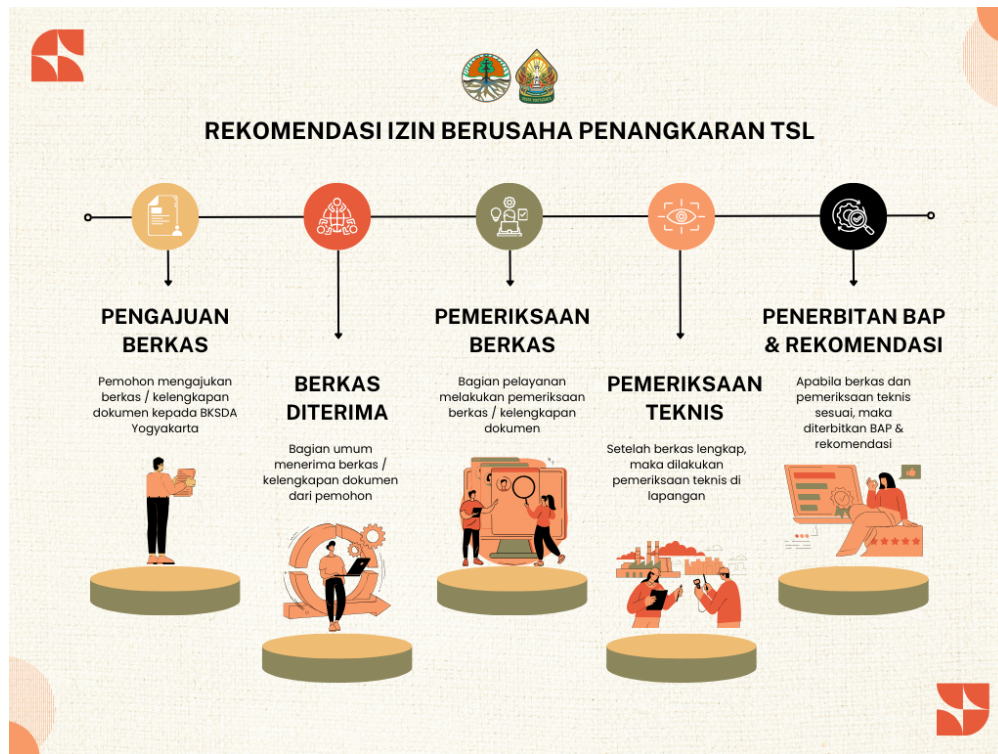 REKOMENDASI IZIN BERUSAHA PENANGKARAN TSL
PENGAJUAN
BERKAS
Pemohon mengajukan
berkas / kelengkapan
dokumen kepada BKSDA
Yogyakarta
BERKAS
DITERIMA
Bagian umum
menerima berkas /
kelengkapan dokumen
dari pemohon
PEMERIKSAAN
BERKAS
Bagian pelayanan
melakukan pemeriksaan
berkas / kelengkapan
dokumen
PEMERIKSAAN
TEKNIS
Setelah berkas lengkap,
maka dilakukan
pemeriksaan teknis di
lapangan
PENERBITAN BAP
& REKOMENDASI
Apabila berkas dan
pemeriksaan teknis
sesuai, maka
diterbitkan BAP &
rekomendasi